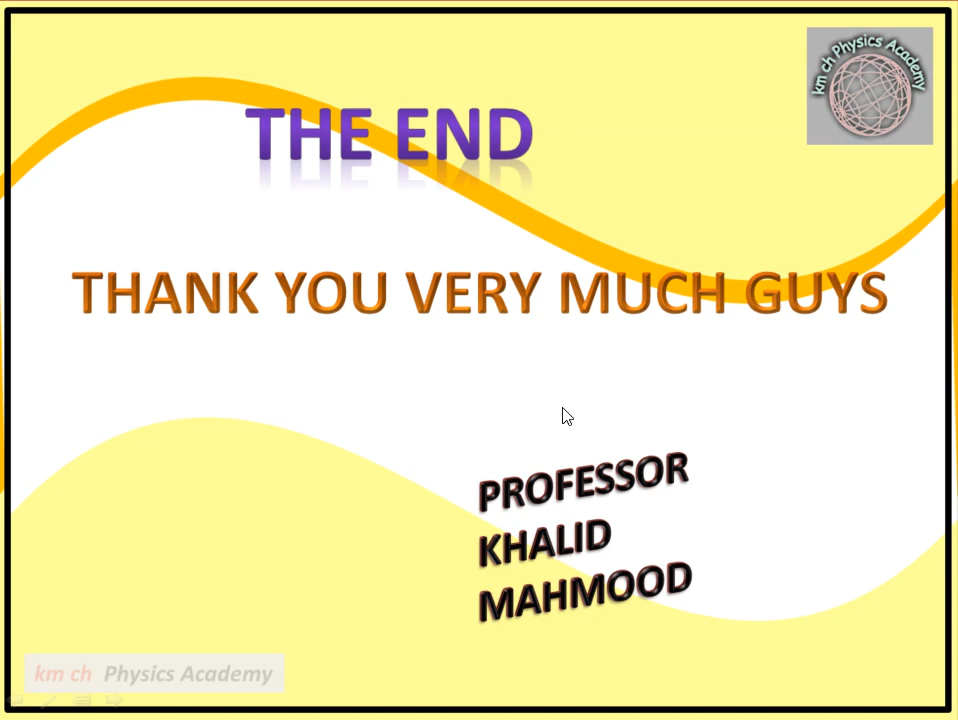 km ch Physics Academy
THE END
THANK YOU VERY MUCH GUYS
PROFESSOR
KHALID
MAHMOOD
km ch Physics Academy